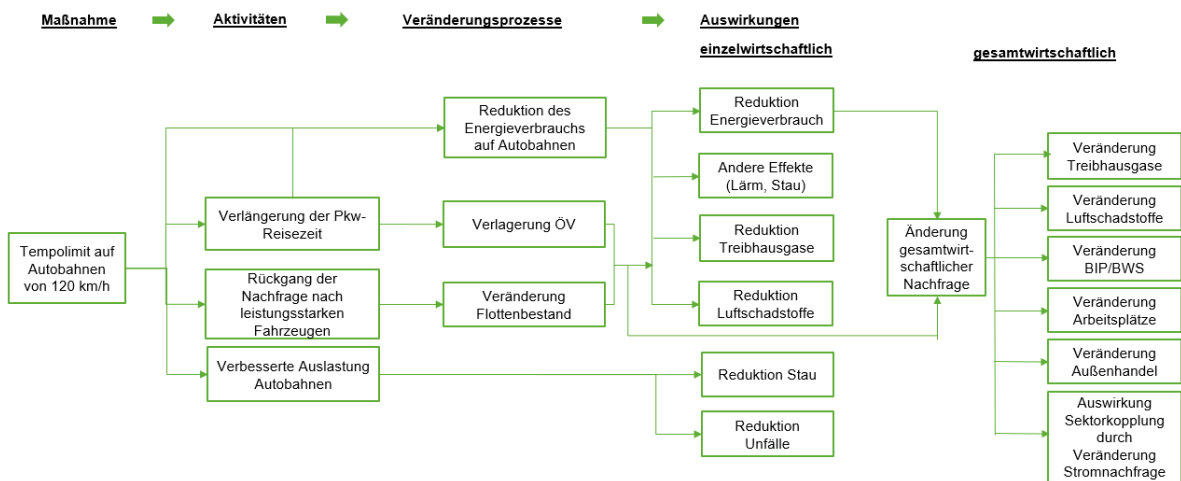 Maßnahme
Aktivitäten
Veränderungsprozesse
Auswirkungen
einzelwirtschaftlich
gesamtwirtschaftlich
Tempolimit auf
Autobahnen
von 120 km/h
Verlängerung der Pkw-
Reisezeit
Rückgang der
Nachfrage nach
leistungsstarken
Fahrzeugen
Verbesserte Auslastung
Autobahnen
Reduktion des
Energieverbrauchs
auf Autobahnen
Verlagerung ÖV
Veränderung
Flottenbestand
Reduktion
Energieverbrauch
Andere Effekte
(Lärm, Stau)
Reduktion
Treibhausgase
Reduktion
Luftschadstoffe
Reduktion Stau
Reduktion
Unfälle
Änderung
gesamtwirt-
schaftlicher
Nachfrage
Veränderung
Treibhausgase
Veränderung
Luftschadstoffe
Veränderung
BIP/BWS
Veränderung
Arbeitsplätze
Veränderung
Außenhandel
Auswirkung
Sektorkopplung
durch
Veränderung
Stromnachfrage